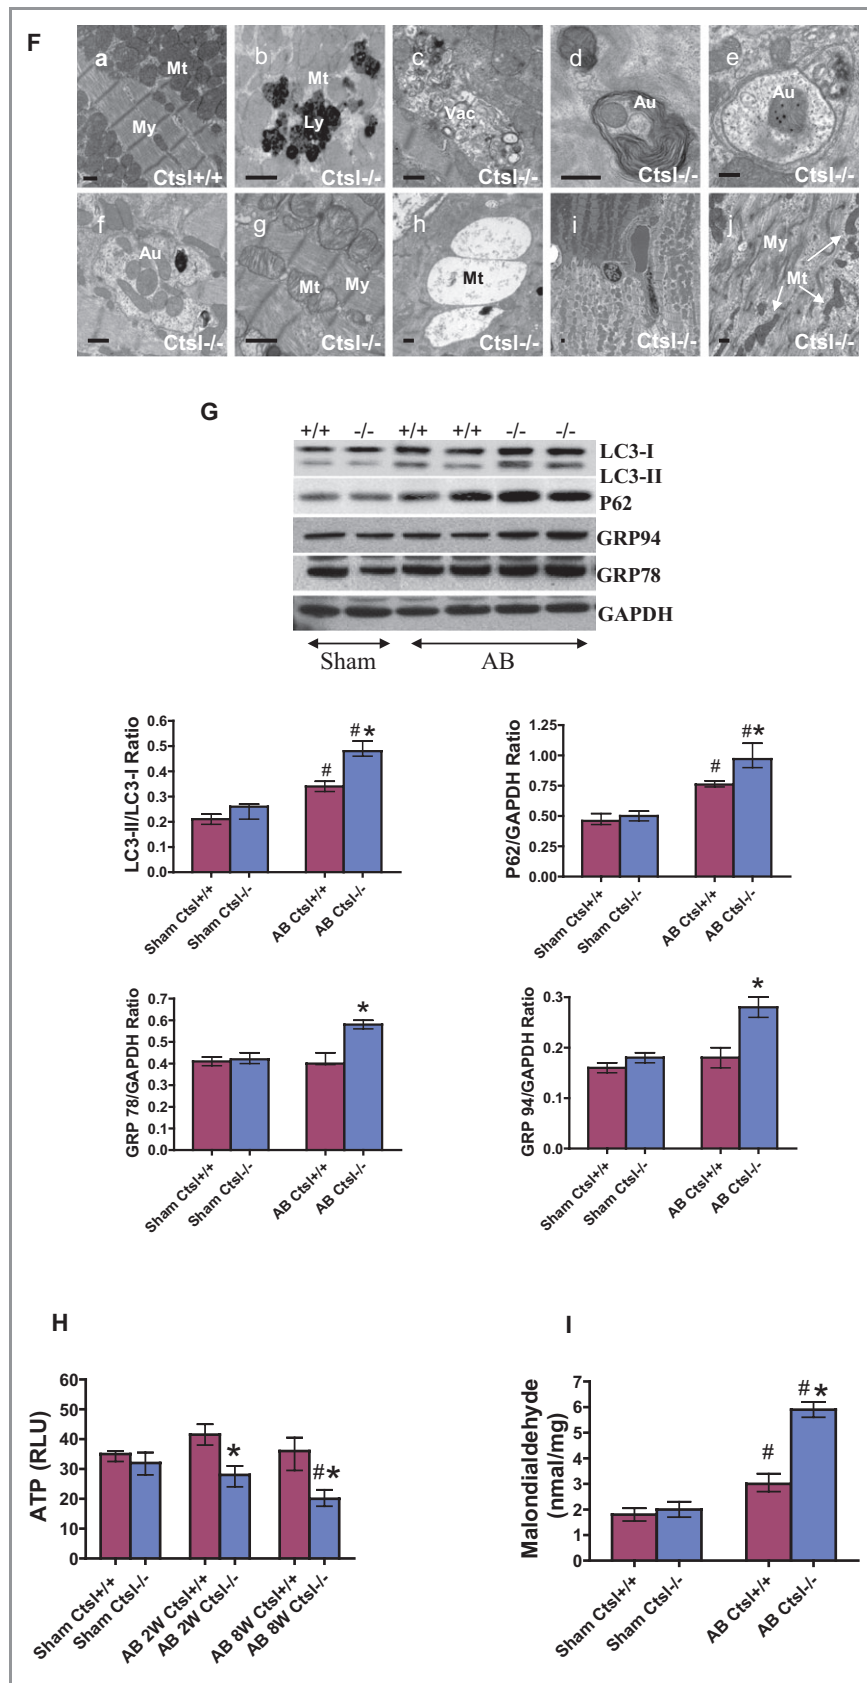 F
a Mt My Ctsl+/+
b Mt Ly Ctsl-/-
c Vac Ctsl-/-
d Au Ctsl-/-
e Au Ctsl-/-
f Au Ctsl-/-
g Mt My Ctsl-/-
h Mt Ctsl-/-
i Ctsl-/-
j My Mt Ctsl-/-
G
+/+ -/- +/+ +/+ -/- -/-
LC3-I
LC3-II
P62
GRP94
GRP78
GAPDH
Sham AB
LC3-II/LC3-I Ratio
0.6
0.5
0.4
0.3
0.2
0.1
0.0
# #*
Sham Ctsl+/+
Sham Ctsl-/-
AB Ctsl+/+
AB Ctsl-/-
P62/GAPDH Ratio
1.25
1.00
0.75
0.50
0.25
0.00
# #*
Sham Ctsl+/+
Sham Ctsl-/-
AB Ctsl+/+
AB Ctsl-/-
GRP 78/GAPDH Ratio
0.7
0.6
0.5
0.4
0.3
0.2
0.1
0.0
*
Sham Ctsl+/+
Sham Ctsl-/-
AB Ctsl+/+
AB Ctsl-/-
GRP 94/GAPDH Ratio
0.3
0.2
0.1
0.0
*
Sham Ctsl+/+
Sham Ctsl-/-
AB Ctsl+/+
AB Ctsl-/-
H
ATP (RLU)
60
50
40
30
20
10
0
* #*
Sham Ctsl+/+
Sham Ctsl-/-
AB 2W Ctsl+/+
AB 2W Ctsl-/-
AB 8W Ctsl+/+
AB 8W Ctsl-/-
I
Malondialdehyde
(nmal/mg)
7
6
5
4
3
2
1
0
# #*
Sham Ctsl+/+
Sham Ctsl-/-
AB Ctsl+/+
AB Ctsl-/-